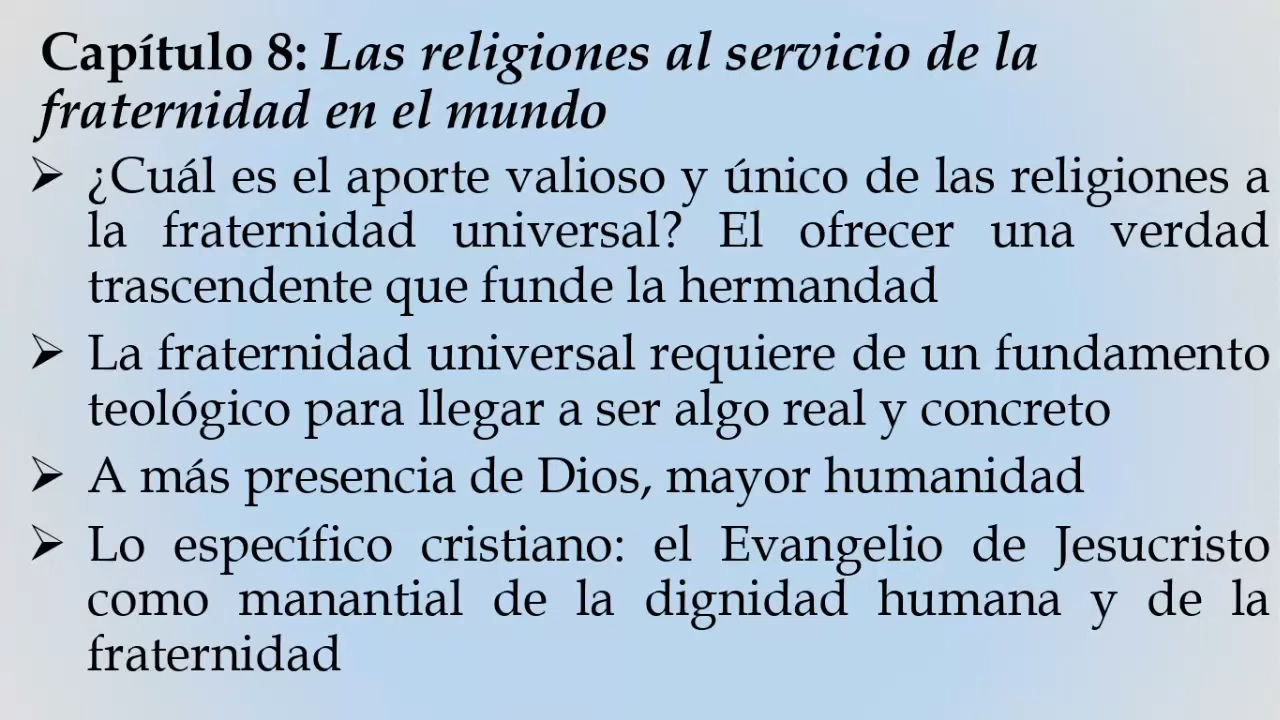 Capítulo 8: Las religiones al servicio de la
fraternidad en el mundo
➢ ¿Cuál es el aporte valioso y único de las religiones a
la fraternidad universal? El ofrecer una verdad
trascendente que funde la hermandad
➢ La fraternidad universal requiere de un fundamento
teológico para llegar a ser algo real y concreto
➢ A más presencia de Dios, mayor humanidad
➢ Lo específico cristiano: el Evangelio de Jesucristo
como manantial de la dignidad humana y de la
fraternidad